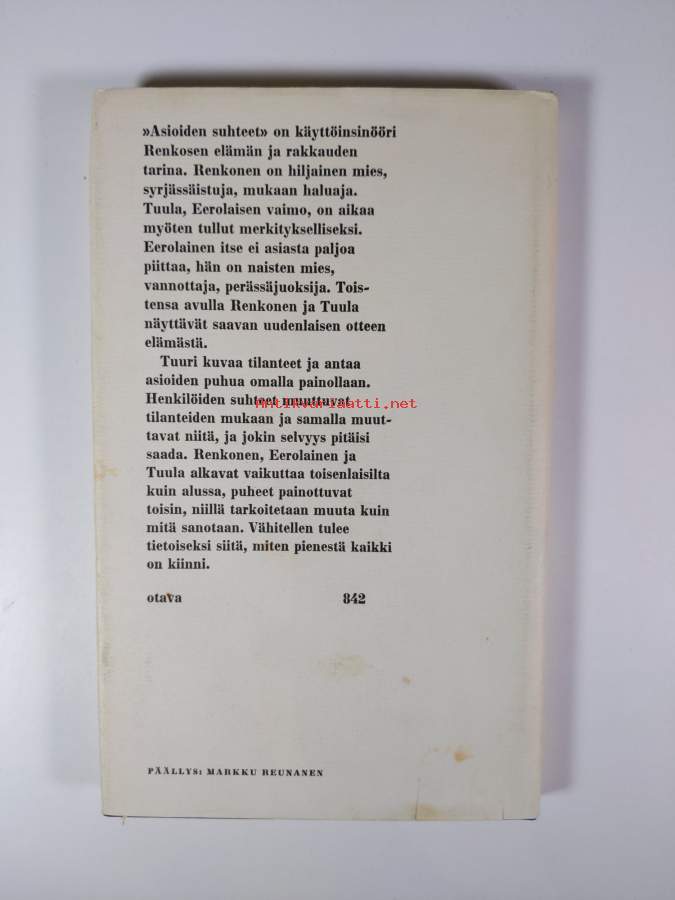 »Asioiden suhteet» on käyttöinsinööri
Renkosen elämän ja rakkauden
tarina. Renkonen on hiljainen mies,
syrjässäistuja, mukaan haluaja.
Tuula, Eerolaisen vaimo, on aikaa
myöten tullut merkitykselliseksi.
Eerolainen itse ei asiasta paljoa
piittaa, hän on naisten mies,
vannottaja, perässäjuoksija. Tois-
tensa avulla Renkonen ja Tuula
näyttävät saavan uudenlaisen otteen
elämästä.
Tuuri kuvaa tilanteet ja antaa
asioiden puhua omalla painollaan.
Henkilöiden suhteet muuttuvat
Antikvariaatti.net
tilanteiden mukaan ja samalla muut-
tavat niitä, ja jokin selvyys pitäisi
saada. Renkonen, Eerolainen ja
Tuula alkavat vaikuttaa toisenlaisilta
kuin alussa, puheet painottuvat
toisin, niillä tarkoitetaan muuta kuin
mitä sanotaan. Vähitellen tulee
tietoiseksi siitä, miten pienestä kaikki
on kiinni.
otava 842
PÄÄLLYS: MARKKU REUNANEN